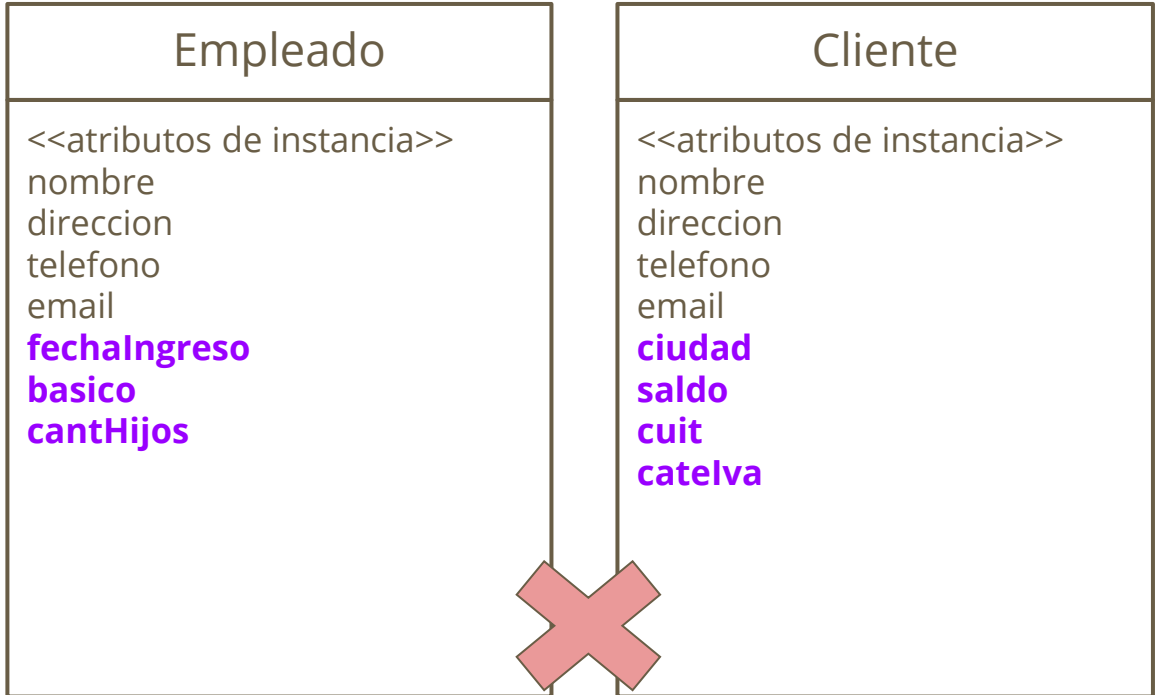 Empleado
<<atributos de instancia>>
nombre
direccion
telefono
email
fechaIngreso
basico
cantHijos
Cliente
<<atributos de instancia>>
nombre
direccion
telefono
email
ciudad
saldo
cuit
cateIva